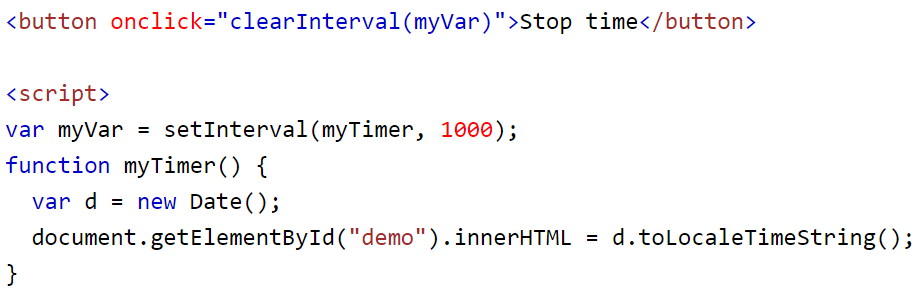 <button onclick="clearInterval(myVar)">Stop time</button>
<script>
var myVar = setInterval(myTimer, 1000);
function myTimer() {
  var d = new Date();
  document.getElementById("demo").innerHTML = d.toLocaleTimeString();
}